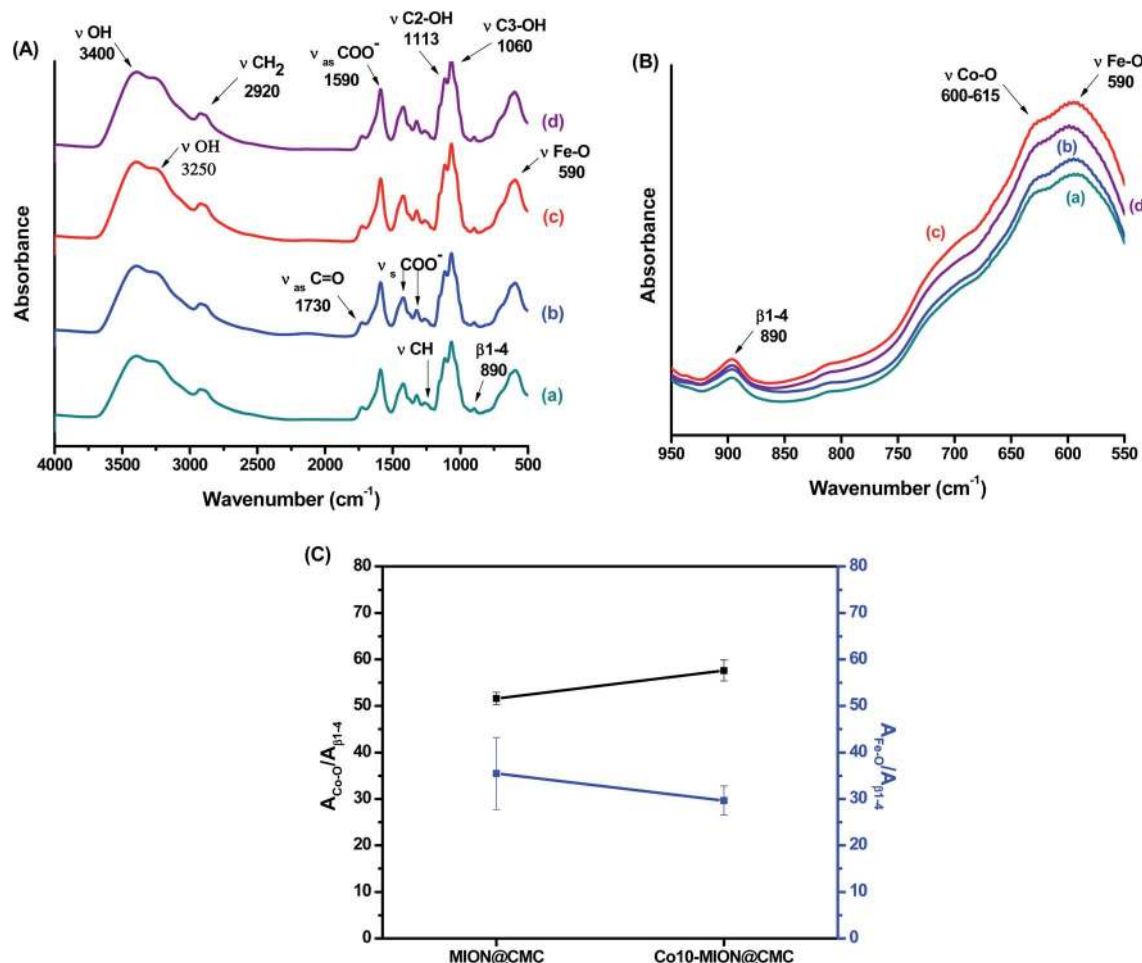 (A)
ν OH
3400
ν CH2
2920
ν as COO-
1590
ν C2-OH
1113
ν C3-OH
1060
(d)
ν OH
3250
ν Fe-O
590
(c)
ν as C=O
1730
ν s COO-
(b)
ν CH
β1-4
890
(a)
Absorbance
4000 3500 3000 2500 2000 1500 1000 500
Wavenumber (cm-1)
(B)
ν Co-O
600-615
ν Fe-O
590
(b)
(a)
(c)
(d)
β1-4
890
Absorbance
950 900 850 800 750 700 650 600 550
Wavenumber (cm-1)
(C)
80 80
70 70
60 60
50 50
40 40
30 30
20 20
10 10
0 0
ACo-O/Aβ1-4
AFe-O/Aβ1-4
MION@CMC Co10-MION@CMC